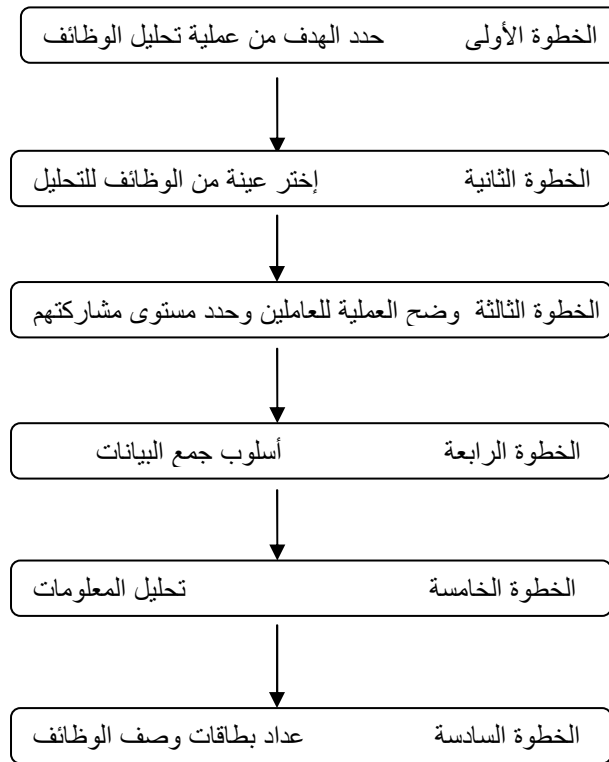 الخطوة الأولى حدد الهدف من عملية تحليل الوظائف
الخطوة الثانية إختر عينة من الوظائف للتحليل
الخطوة الثالثة وضح العملية للعاملين وحدد مستوى مشاركتهم
الخطوة الرابعة أسلوب جمع البيانات
الخطوة الخامسة تحليل المعلومات
الخطوة السادسة عداد بطاقات وصف الوظائف